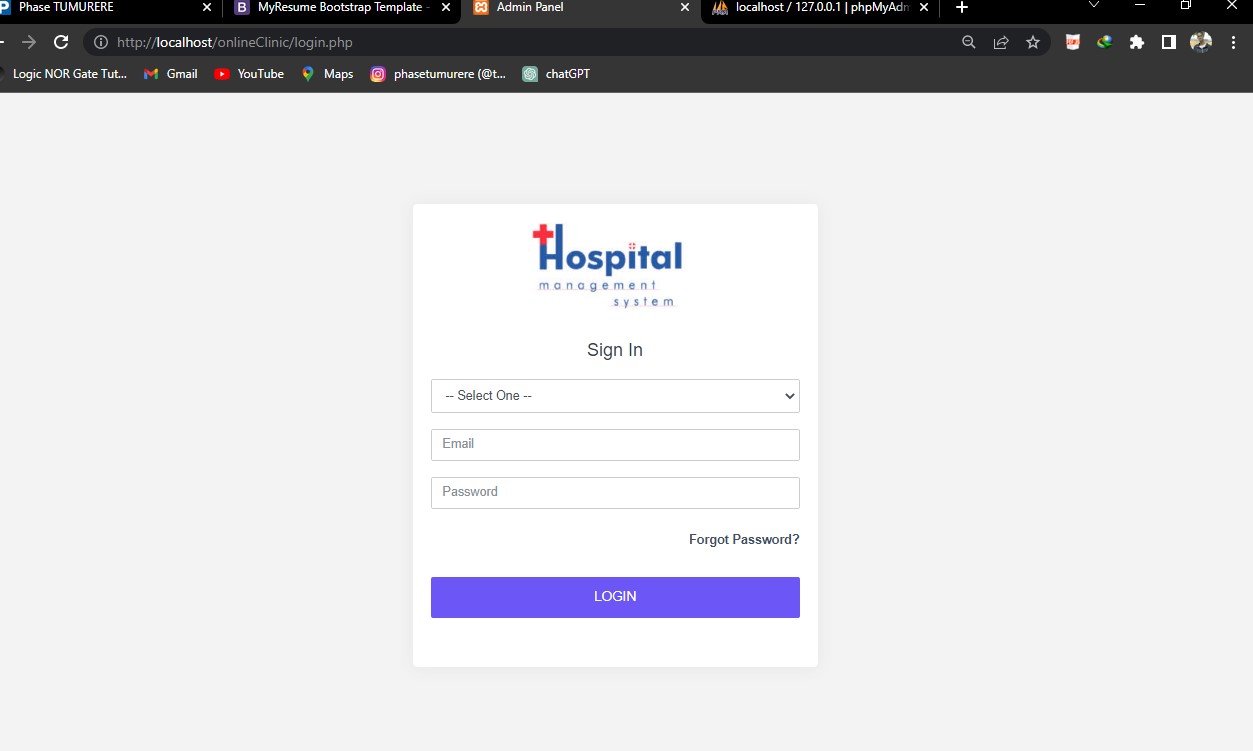 Phase TUMURERE
MyResume Bootstrap Template -
Admin Panel
localhost / 127.0.0.1 | phpMyAdm
http://localhost/onlineClinic/login.php
Logic NOR Gate Tut...
Gmail
YouTube
Maps
phasetumurere (@t...
chatGPT
Hospital
management
system
Sign In
-- Select One --
Email
Password
Forgot Password?
LOGIN